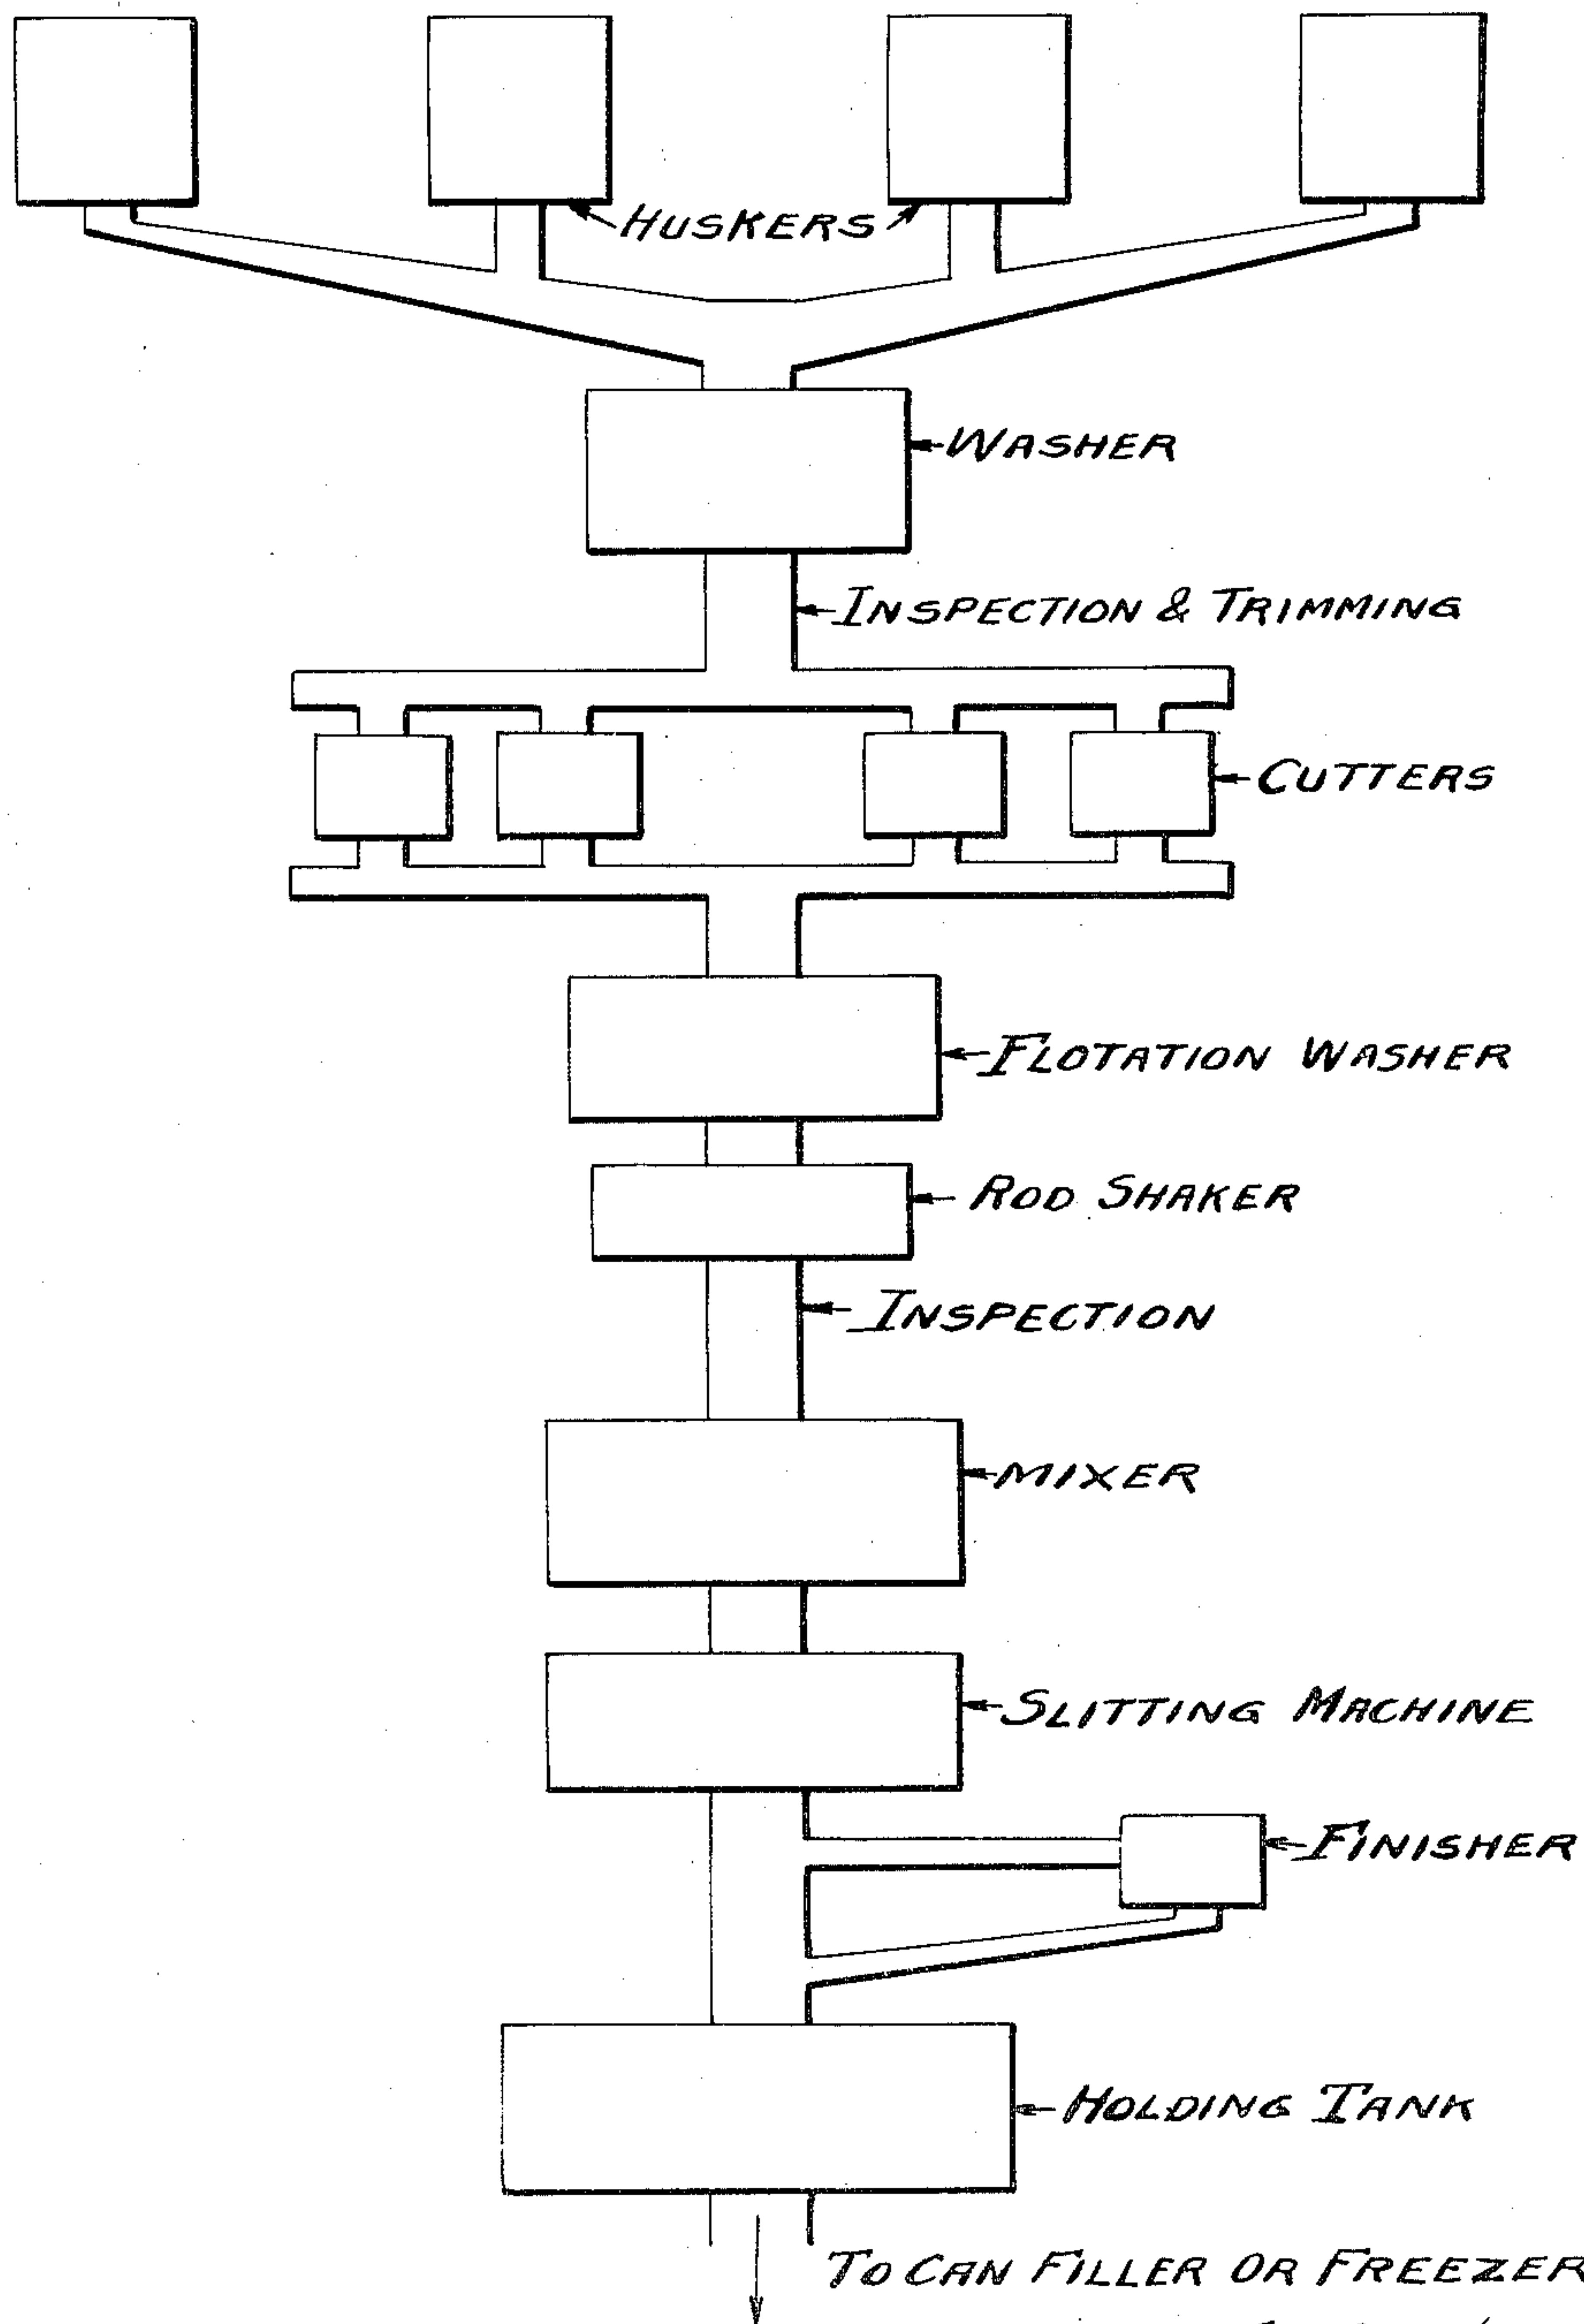 HUSKERS
WASHER
INSPECTION & TRIMMING
CUTTERS
FLOTATION WASHER
ROD SHAKER
INSPECTION
MIXER
SLITTING MACHINE
FINISHER
HOLDING TANK
TO CAN FILLER OR FREEZER